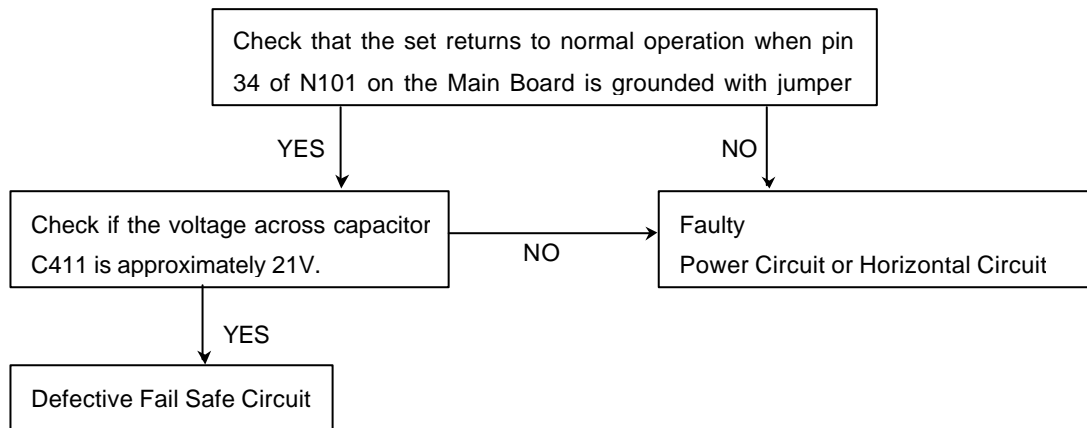 Check that the set returns to normal operation when pin
34 of N101 on the Main Board is grounded with jumper
YES
NO
Check if the voltage across capacitor
C411 is approximately 21V.
NO
Faulty
Power Circuit or Horizontal Circuit
YES
Defective Fail Safe Circuit